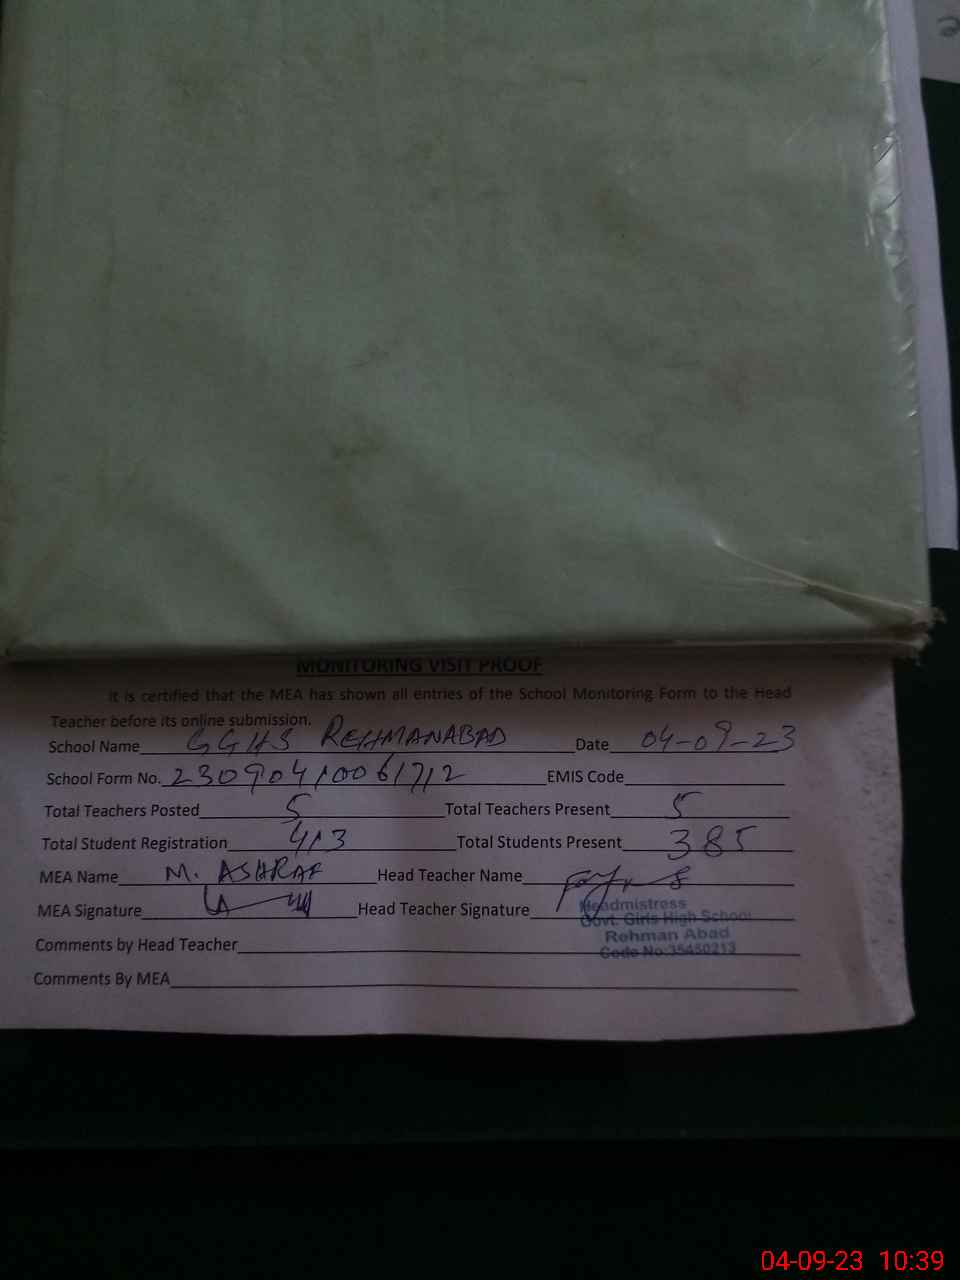 MONITORING VISIT PROOF
It is certified that the MEA has shown all entries of the School Monitoring Form to the Head
Teacher before its online submission.
School Name GGHS REHMANABAD Date 04-09-23
School Form No. 23090410061712 EMIS Code
Total Teachers Posted 5 Total Teachers Present 5
Total Student Registration 413 Total Students Present 385
MEA Name M. ASHRAF Head Teacher Name
MEA Signature Head Teacher Signature
Headmistress
Govt. Girls High School
Rehman Abad
Code No.35450213
Comments by Head Teacher
Comments By MEA
04-09-23 10:39